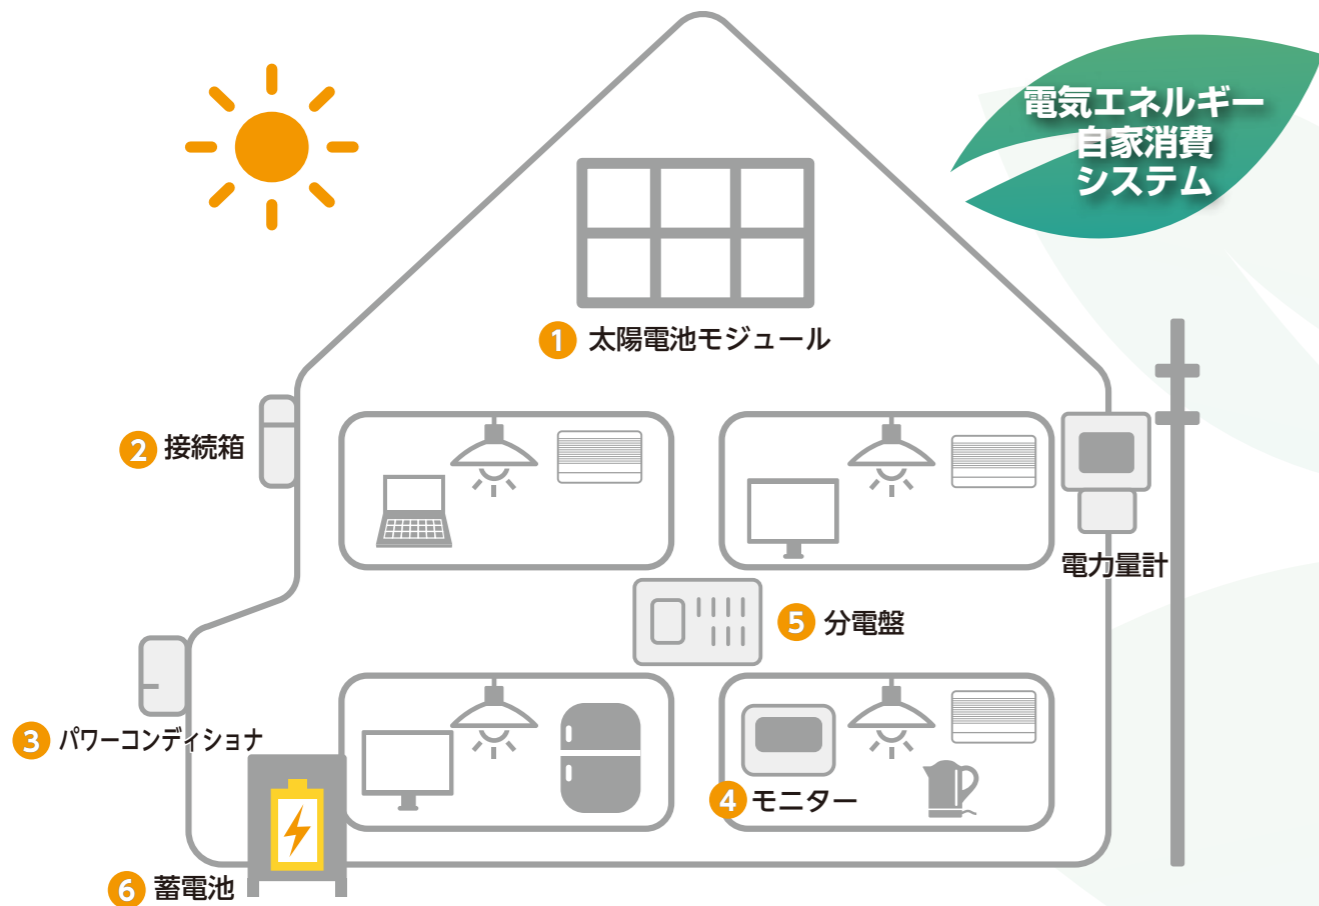 電気エネルギー
自家消費
システム
1 太陽電池モジュール
2 接続箱
電力量計
5 分電盤
3 パワーコンディショナ
4 モニター
6 蓄電池